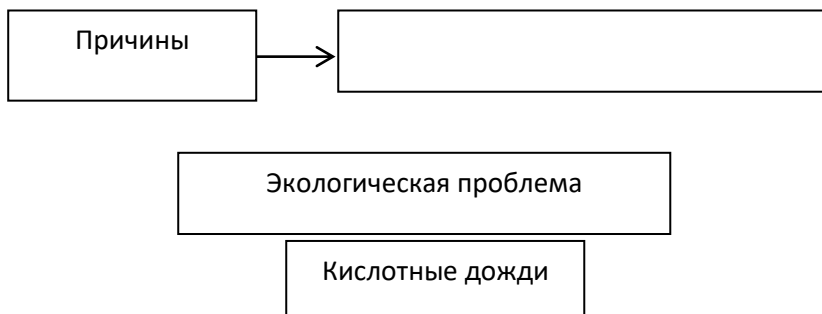 Причины
Экологическая проблема
Кислотные дожди